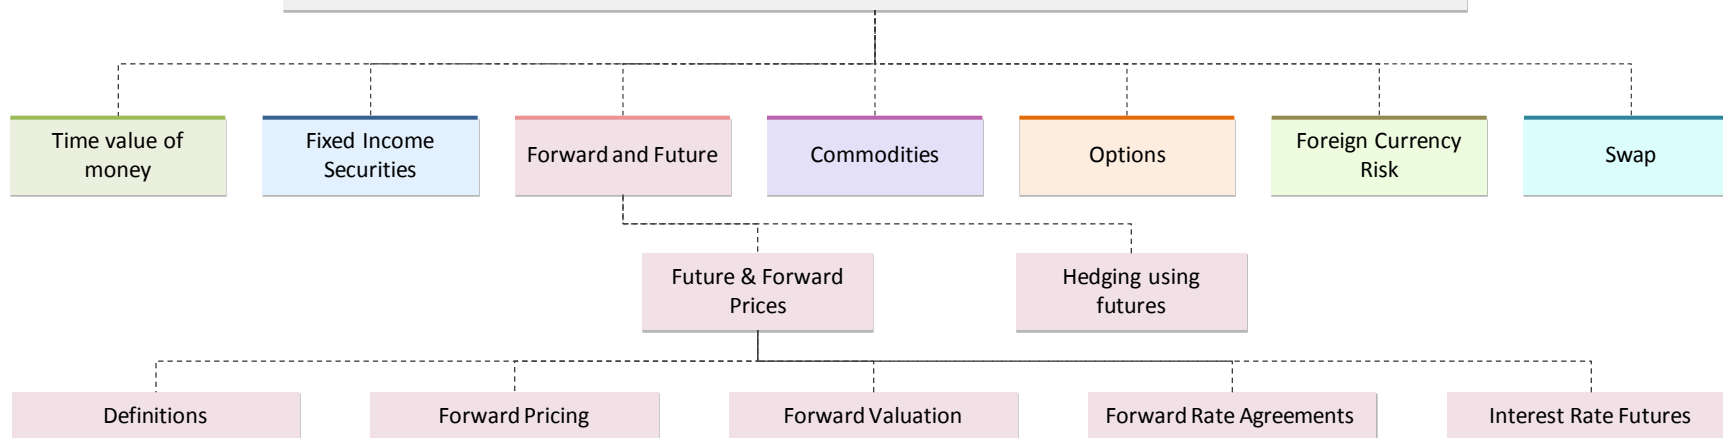 Time value of
money
Fixed Income
Securities
Forward and Future
Commodities
Options
Foreign Currency
Risk
Swap
Future & Forward
Prices
Hedging using
futures
Definitions
Forward Pricing
Forward Valuation
Forward Rate Agreements
Interest Rate Futures